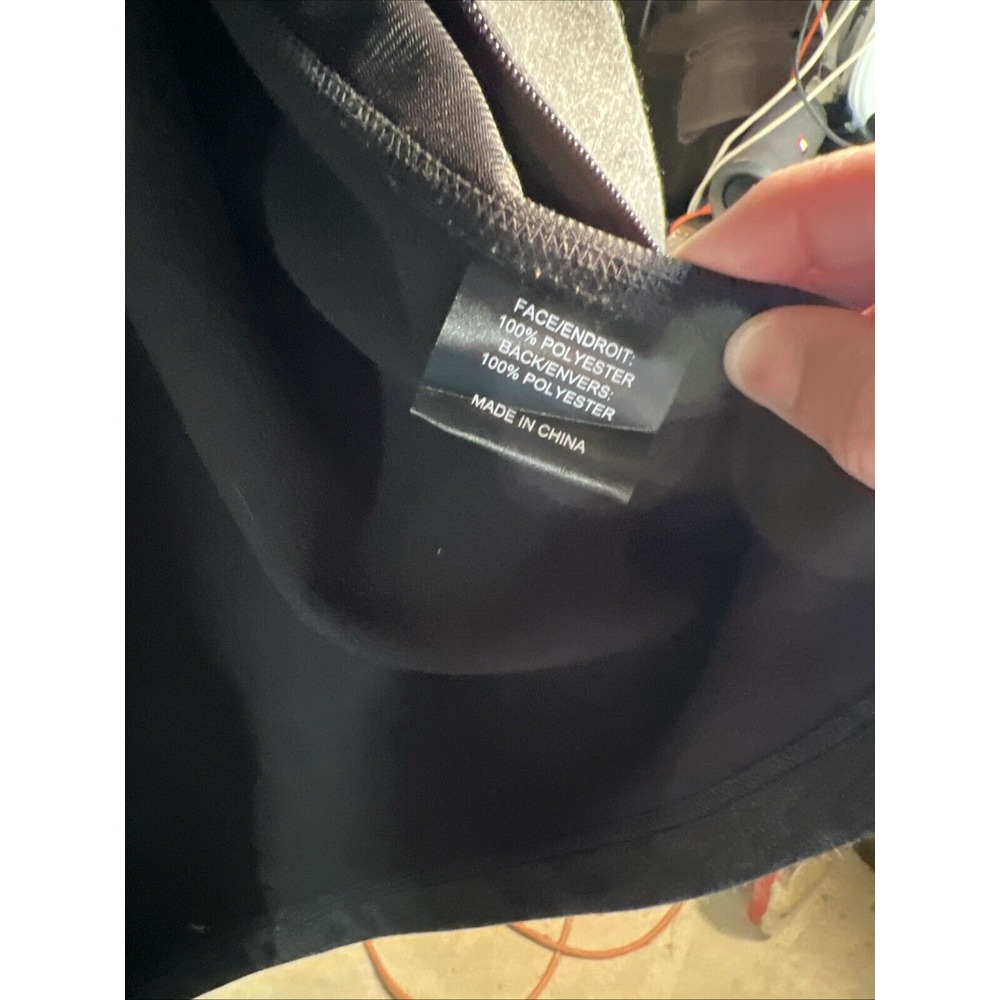 FACE/ENDROIT:
100% POLYESTER
BACK/ENVERS:
100% POLYESTER
MADE IN CHINA